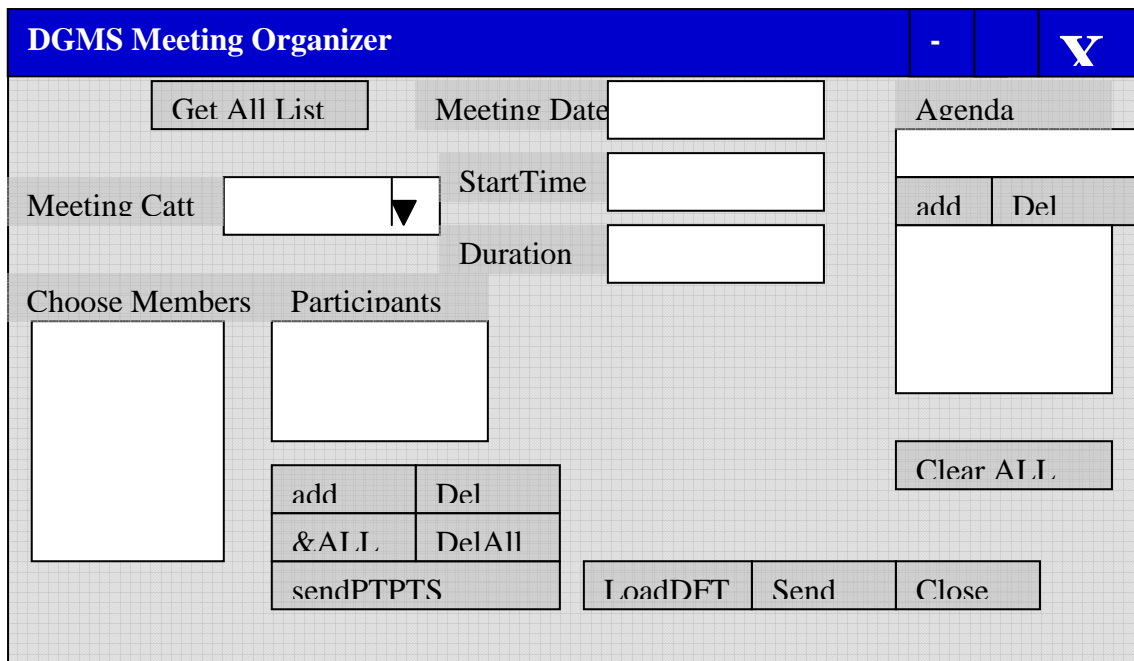 DGMS Meeting Organizer - X
Get All List Meeting Date Agenda
StartTime
Meeting Catt add Del
Duration
Choose Members Participants
Clear ALL
add Del
&ALL DelAll
sendPTPTS LoadDFT Send Close